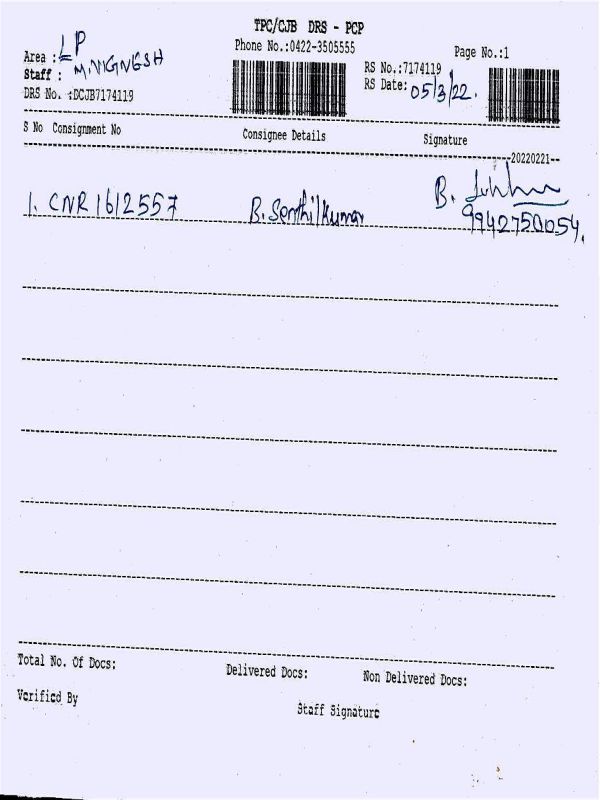 TPC/CJB DRS - PCP
Phone No.:0422-3505555
Page No.:1
Area : LP
Staff : M.VIGNESH
DRS No. :DCJB7174119
RS No.:7174119
RS Date: 05/3/22.
S No Consignment No Consignee Details Signature
--20220221--
1. CNR1612557 B. Senthilkumar B.
9942750054.
Total No. Of Docs: Delivered Docs: Non Delivered Docs:
Verified By Staff Signature